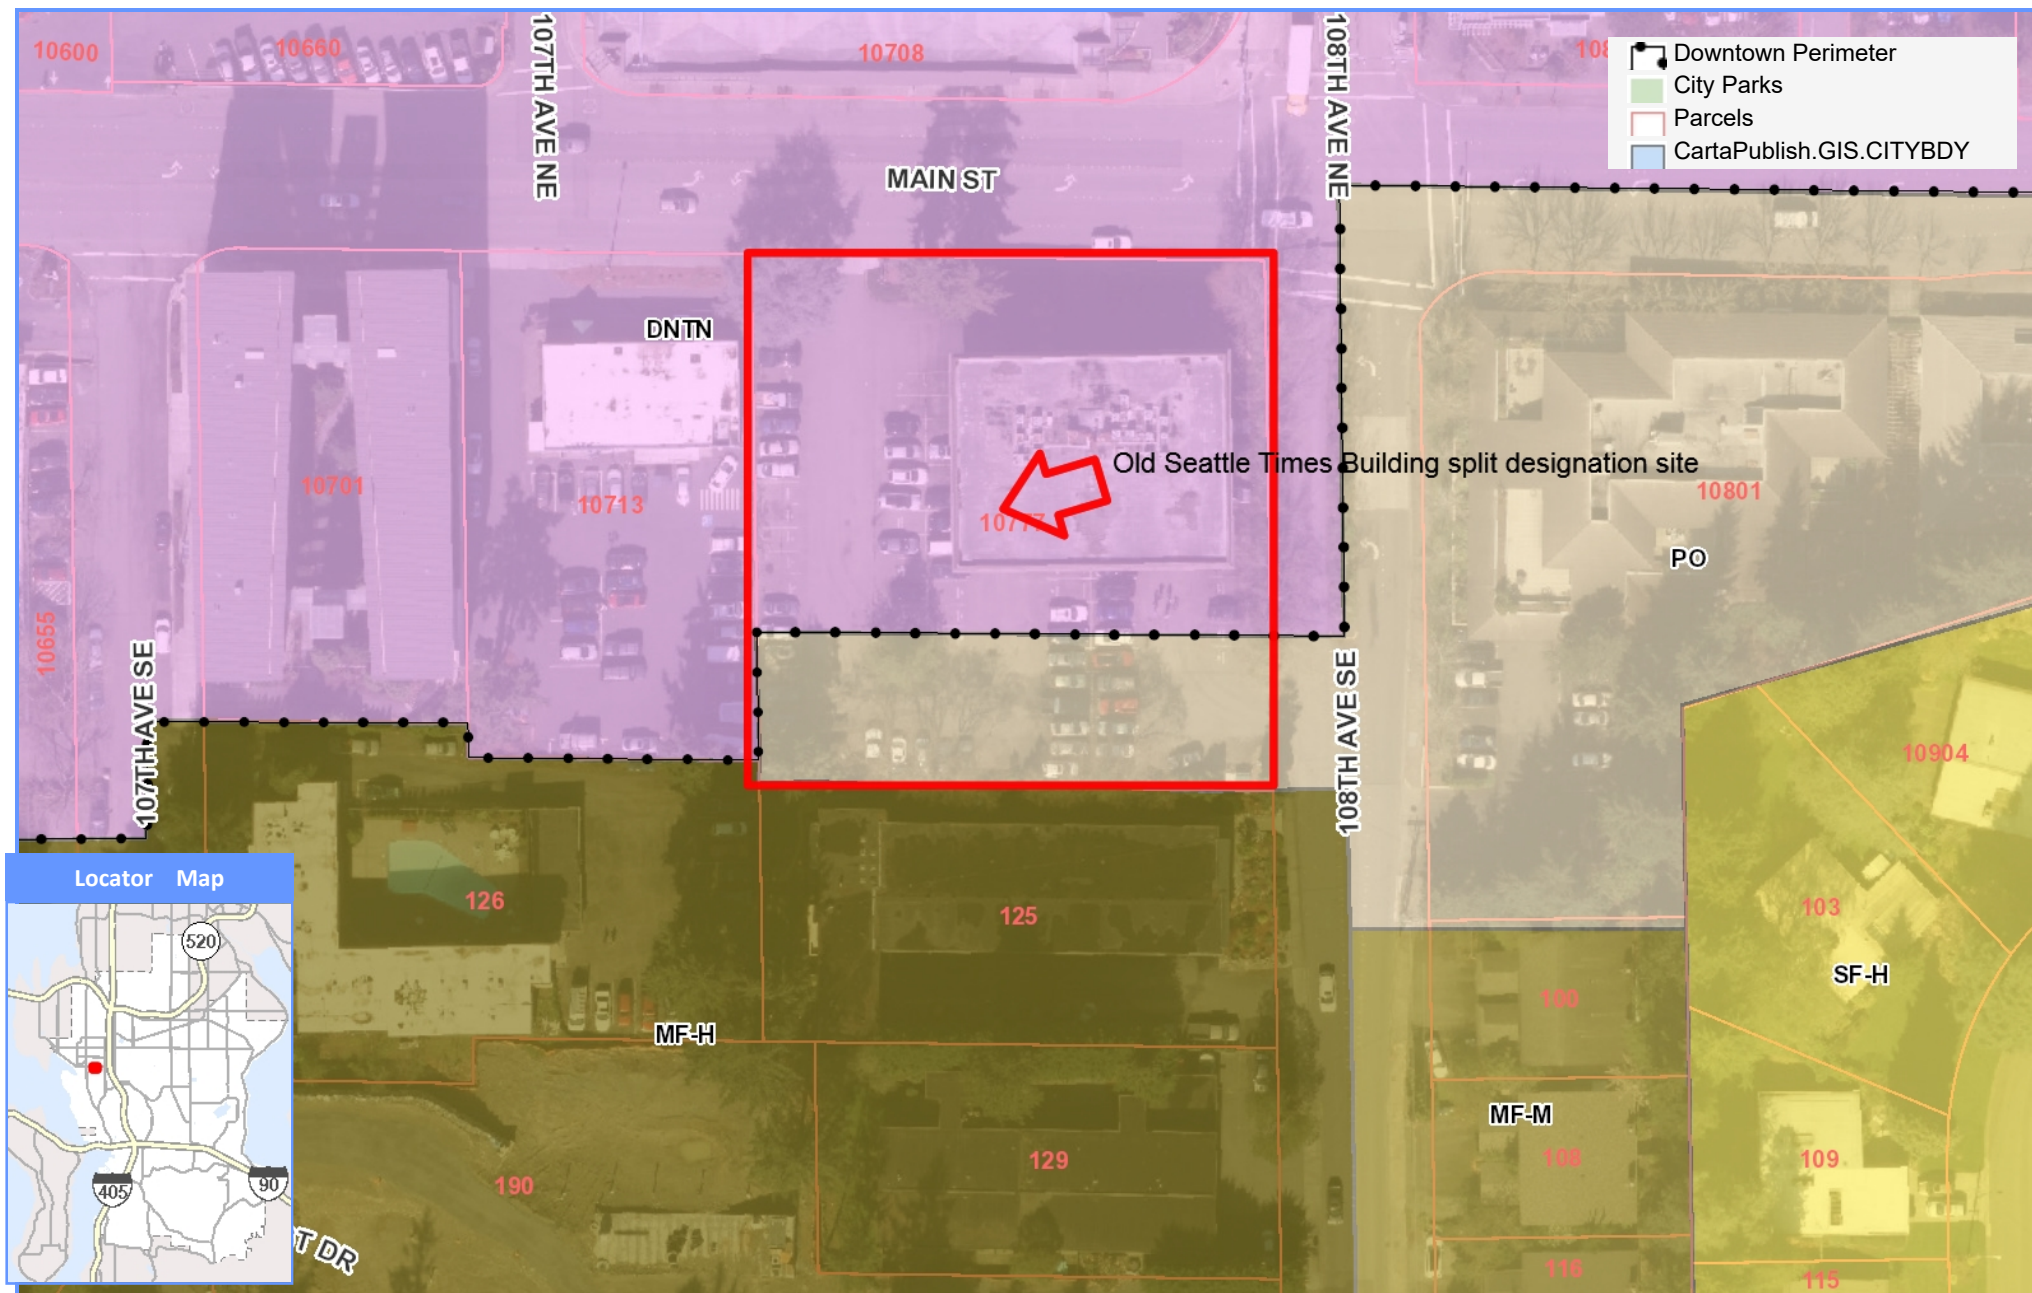 10600
10660
107TH AVE NE
10708
108TH AVE NE
Downtown Perimeter
City Parks
Parcels
CartaPublish.GIS.CITYBDY
MAIN ST
DNTN
Old Seattle Times Building split designation site
10701
10713
10777
10801
PO
10655
107TH AVE SE
108TH AVE SE
10904
Locator Map
126
125
103
520
SF-H
100
MF-H
MF-M
108
109
129
190
405
90
T DR
116
115